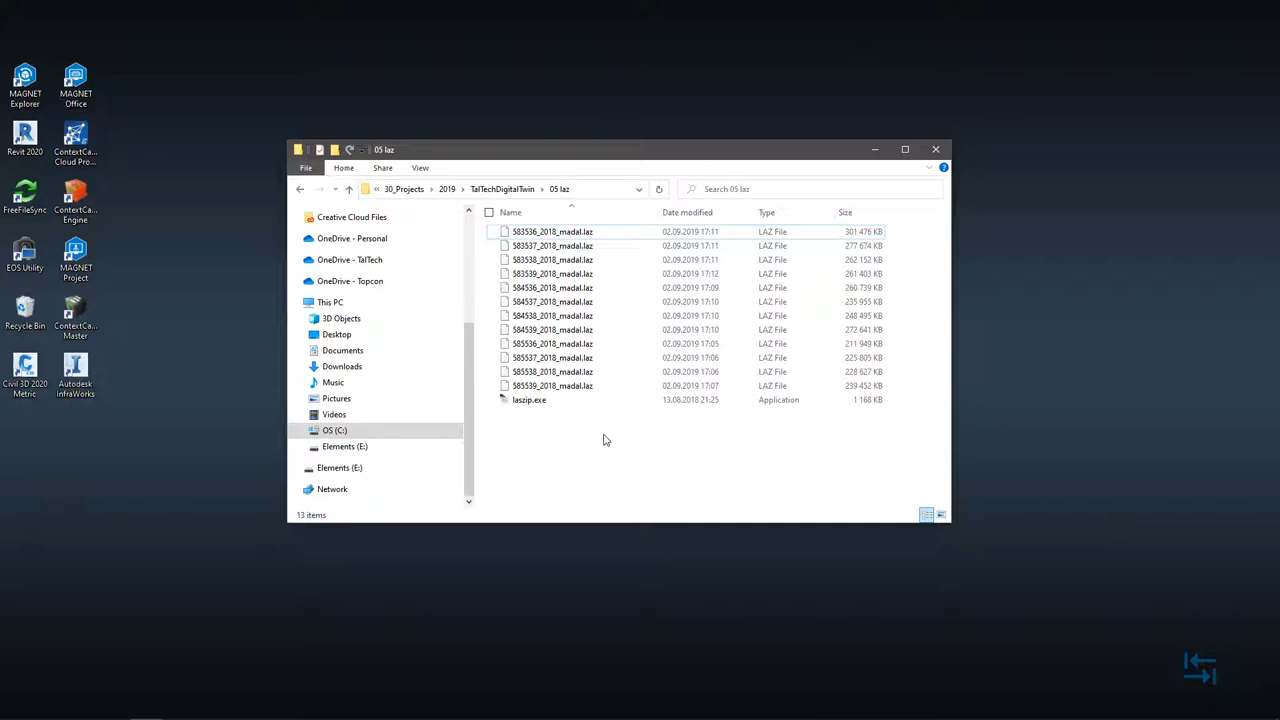 MAGNET Explorer
MAGNET Office
Revit 2020
ContextCa... Cloud Pro...
FreeFileSync
ContextCa... Engine
EOS Utility
MAGNET Project
Recycle Bin
ContextCa... Master
Civil 3D 2020 Metric
Autodesk InfraWorks
05 laz
File Home Share View
« 30_Projects > 2019 > TalTechDigitalTwin > 05 laz
Search 05 laz
Creative Cloud Files
OneDrive - Personal
OneDrive - TalTech
OneDrive - Topcon
This PC
3D Objects
Desktop
Documents
Downloads
Music
Pictures
Videos
OS (C:)
Elements (E:)
Elements (E:)
Network
Name Date modified Type Size
583536_2018_madal.laz 02.09.2019 17:11 LAZ File 301 476 KB
583537_2018_madal.laz 02.09.2019 17:11 LAZ File 277 674 KB
583538_2018_madal.laz 02.09.2019 17:11 LAZ File 262 152 KB
583539_2018_madal.laz 02.09.2019 17:12 LAZ File 261 403 KB
584536_2018_madal.laz 02.09.2019 17:09 LAZ File 260 739 KB
584537_2018_madal.laz 02.09.2019 17:10 LAZ File 235 955 KB
584538_2018_madal.laz 02.09.2019 17:10 LAZ File 248 495 KB
584539_2018_madal.laz 02.09.2019 17:10 LAZ File 272 641 KB
585536_2018_madal.laz 02.09.2019 17:05 LAZ File 211 949 KB
585537_2018_madal.laz 02.09.2019 17:06 LAZ File 225 805 KB
585538_2018_madal.laz 02.09.2019 17:06 LAZ File 228 627 KB
585539_2018_madal.laz 02.09.2019 17:07 LAZ File 239 452 KB
laszip.exe 13.08.2018 21:25 Application 1 168 KB
13 items